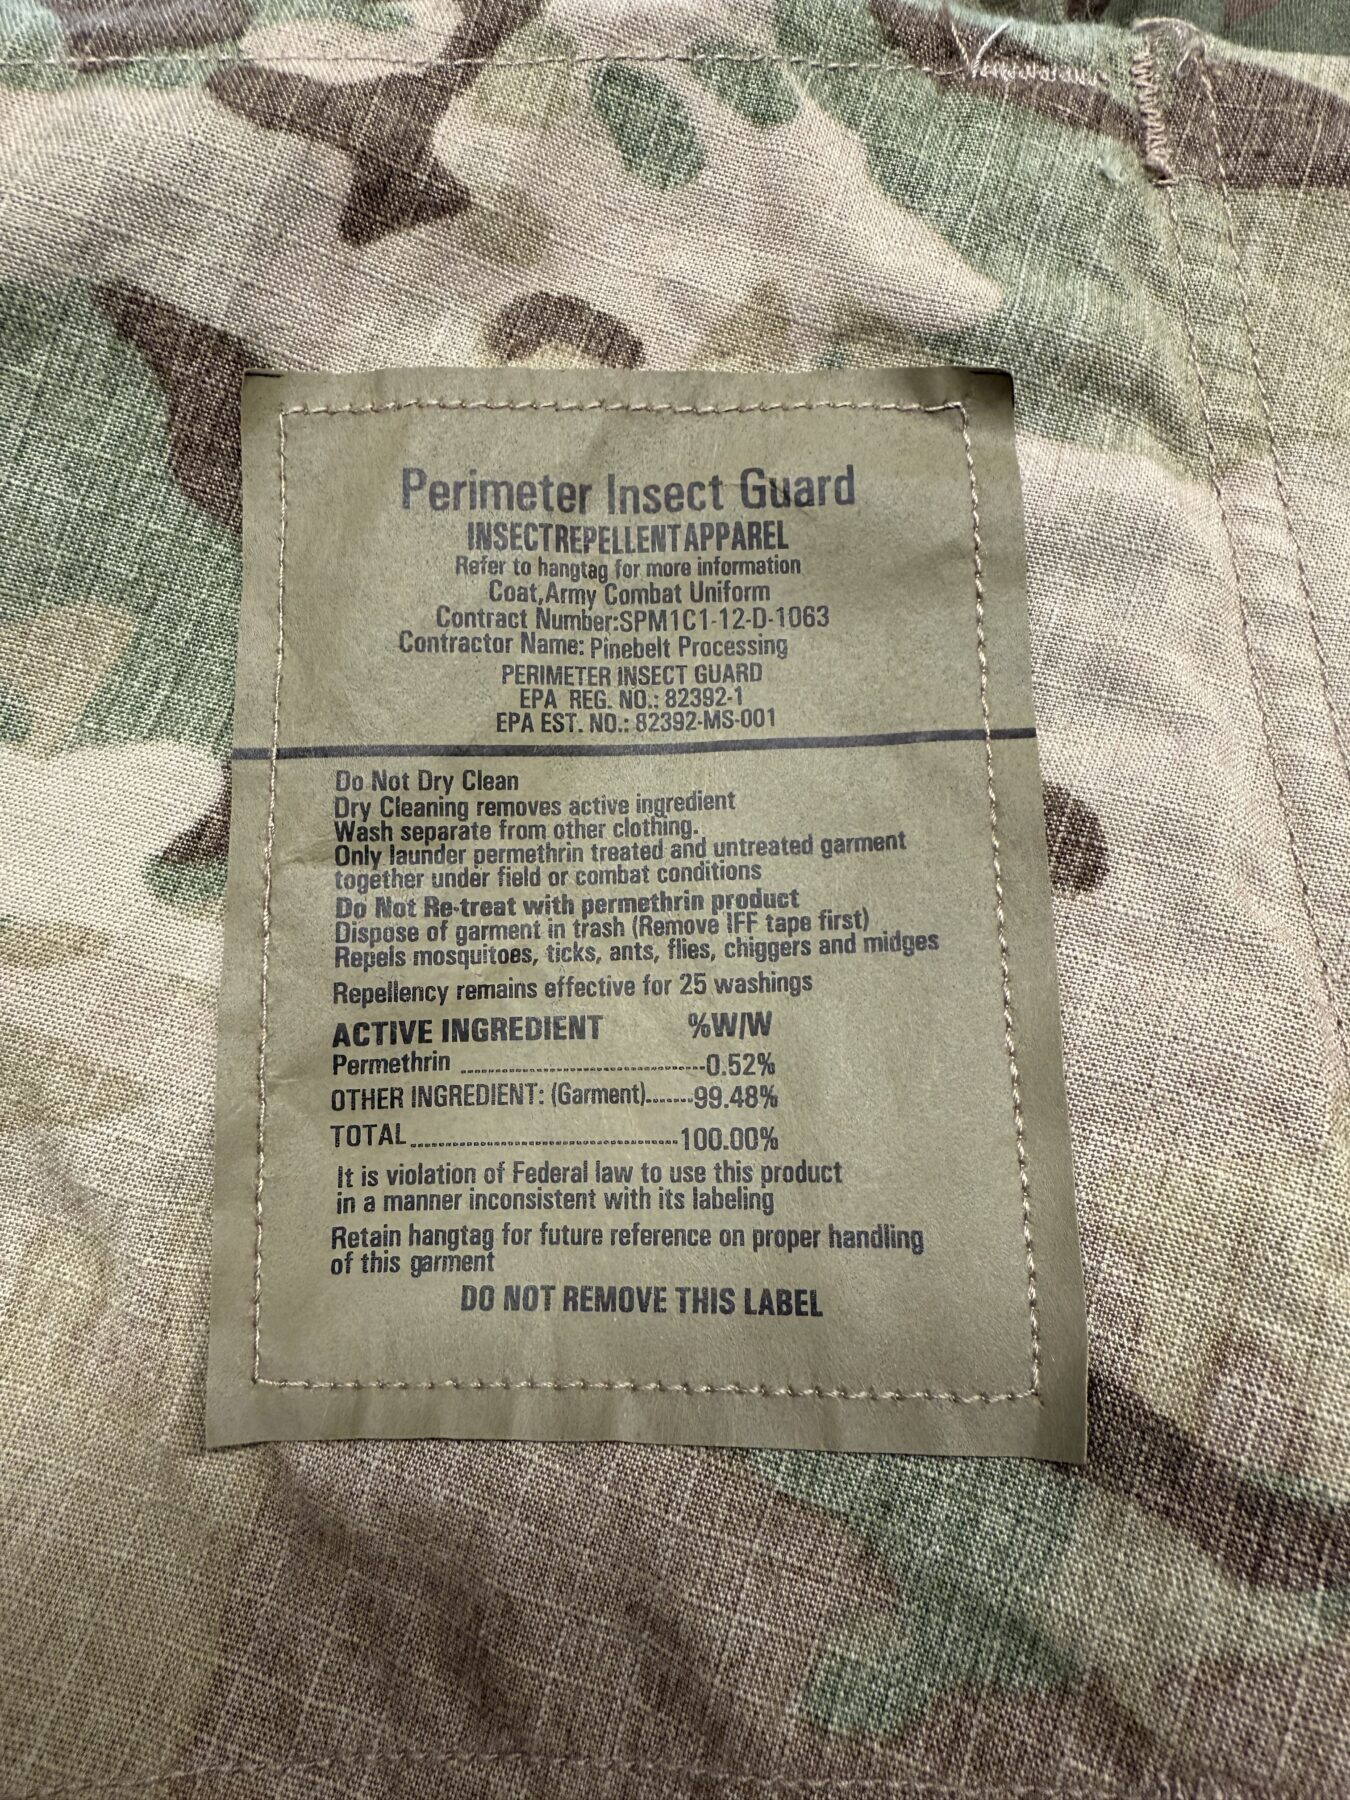 Perimeter Insect Guard
INSECTREPELLENTAPPAREL
Refer to hangtag for more information
Coat,Army Combat Uniform
Contract Number:SPM1C1-12-D-1063
Contractor Name: Pinebelt Processing
PERIMETER INSECT GUARD
EPA REG. NO.: 82392-1
EPA EST. NO.: 82392-MS-001
Do Not Dry Clean
Dry Cleaning removes active ingredient
Wash separate from other clothing.
Only launder permethrin treated and untreated garment
together under field or combat conditions
Do Not Re-treat with permethrin product
Dispose of garment in trash (Remove IFF tape first)
Repels mosquitoes, ticks, ants, flies, chiggers and midges
Repellency remains effective for 25 washings
ACTIVE INGREDIENT %W/W
Permethrin ........................................0.52%
OTHER INGREDIENT: (Garment)........99.48%
TOTAL............................................100.00%
It is violation of Federal law to use this product
in a manner inconsistent with its labeling
Retain hangtag for future reference on proper handling
of this garment
DO NOT REMOVE THIS LABEL